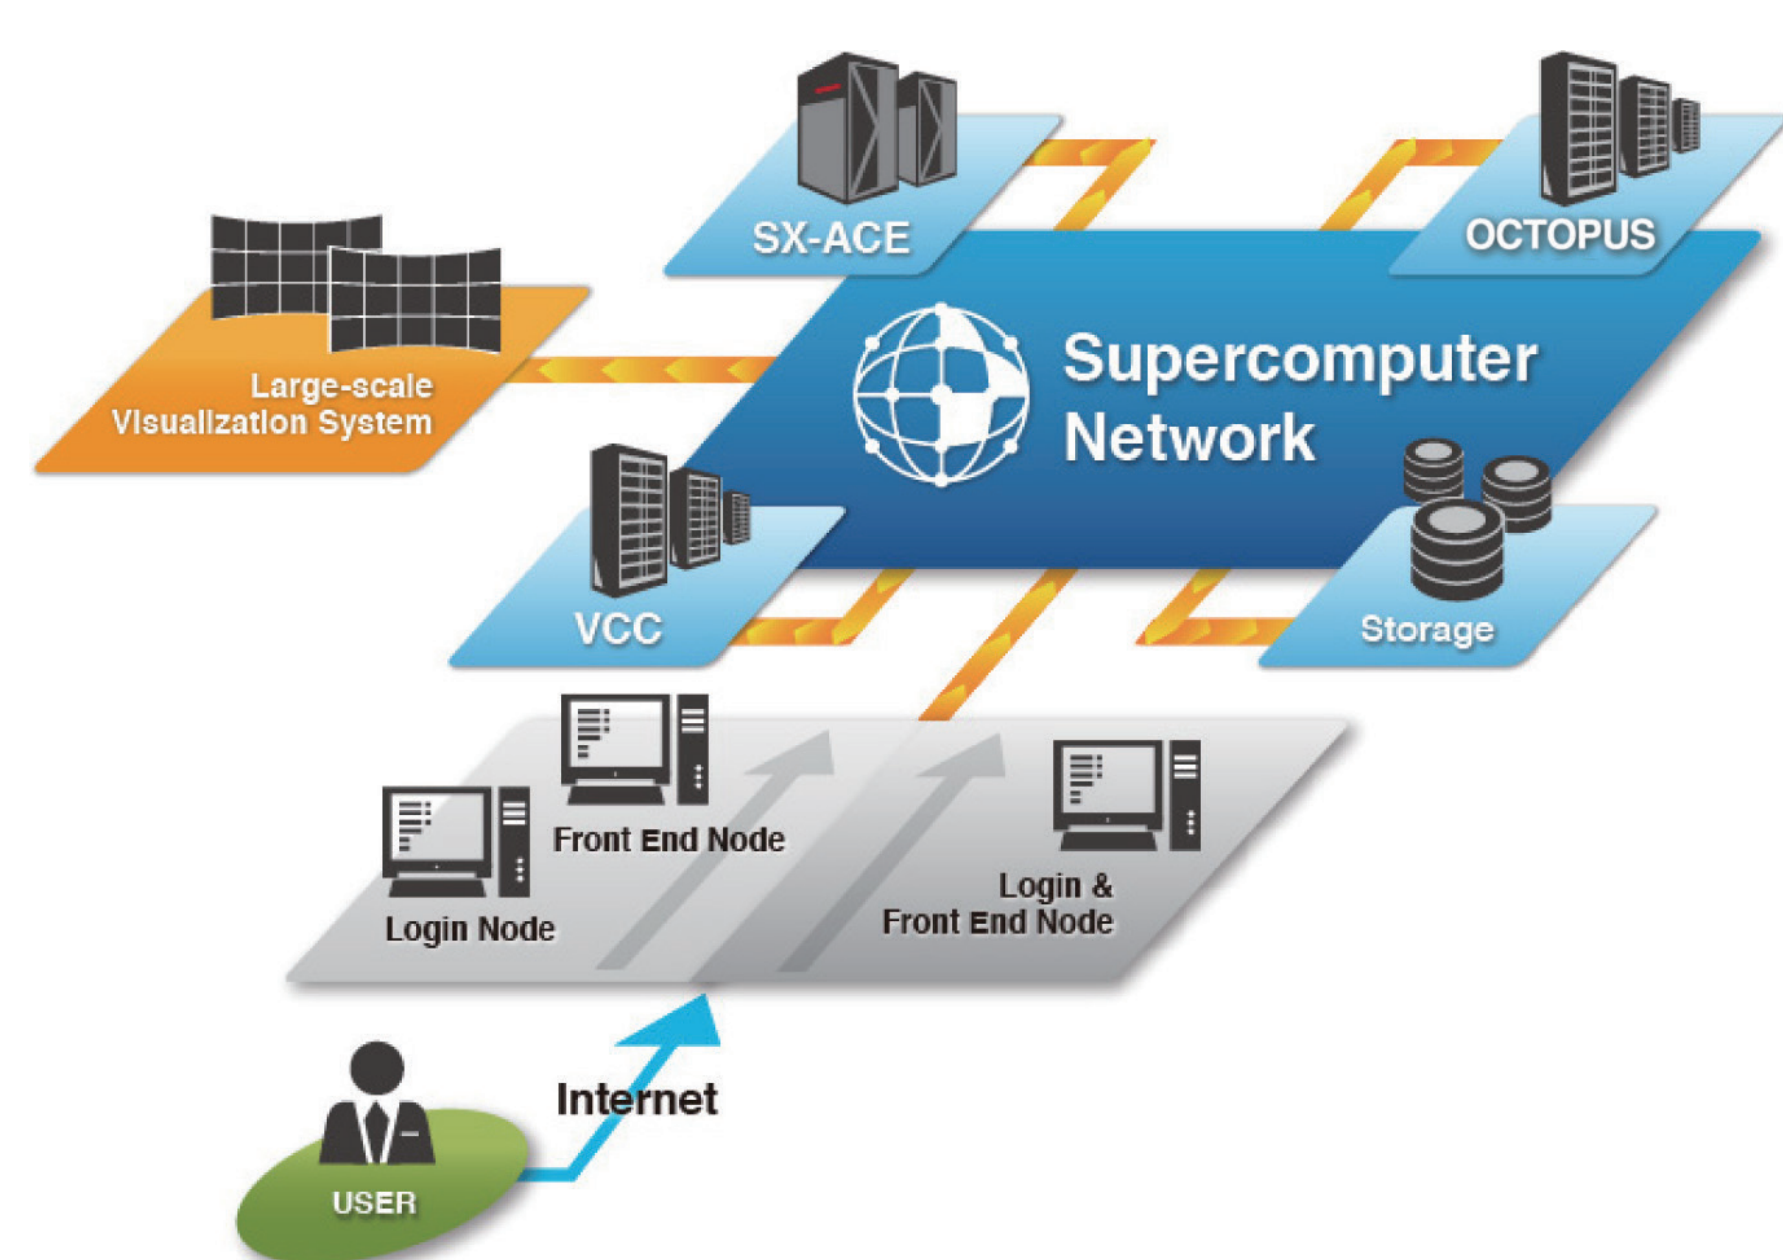 SX-ACE
OCTOPUS
Supercomputer
Network
Large-scale
Visualization System
VCC
Storage
Front End Node
Login Node
Login &
Front End Node
Internet
USER